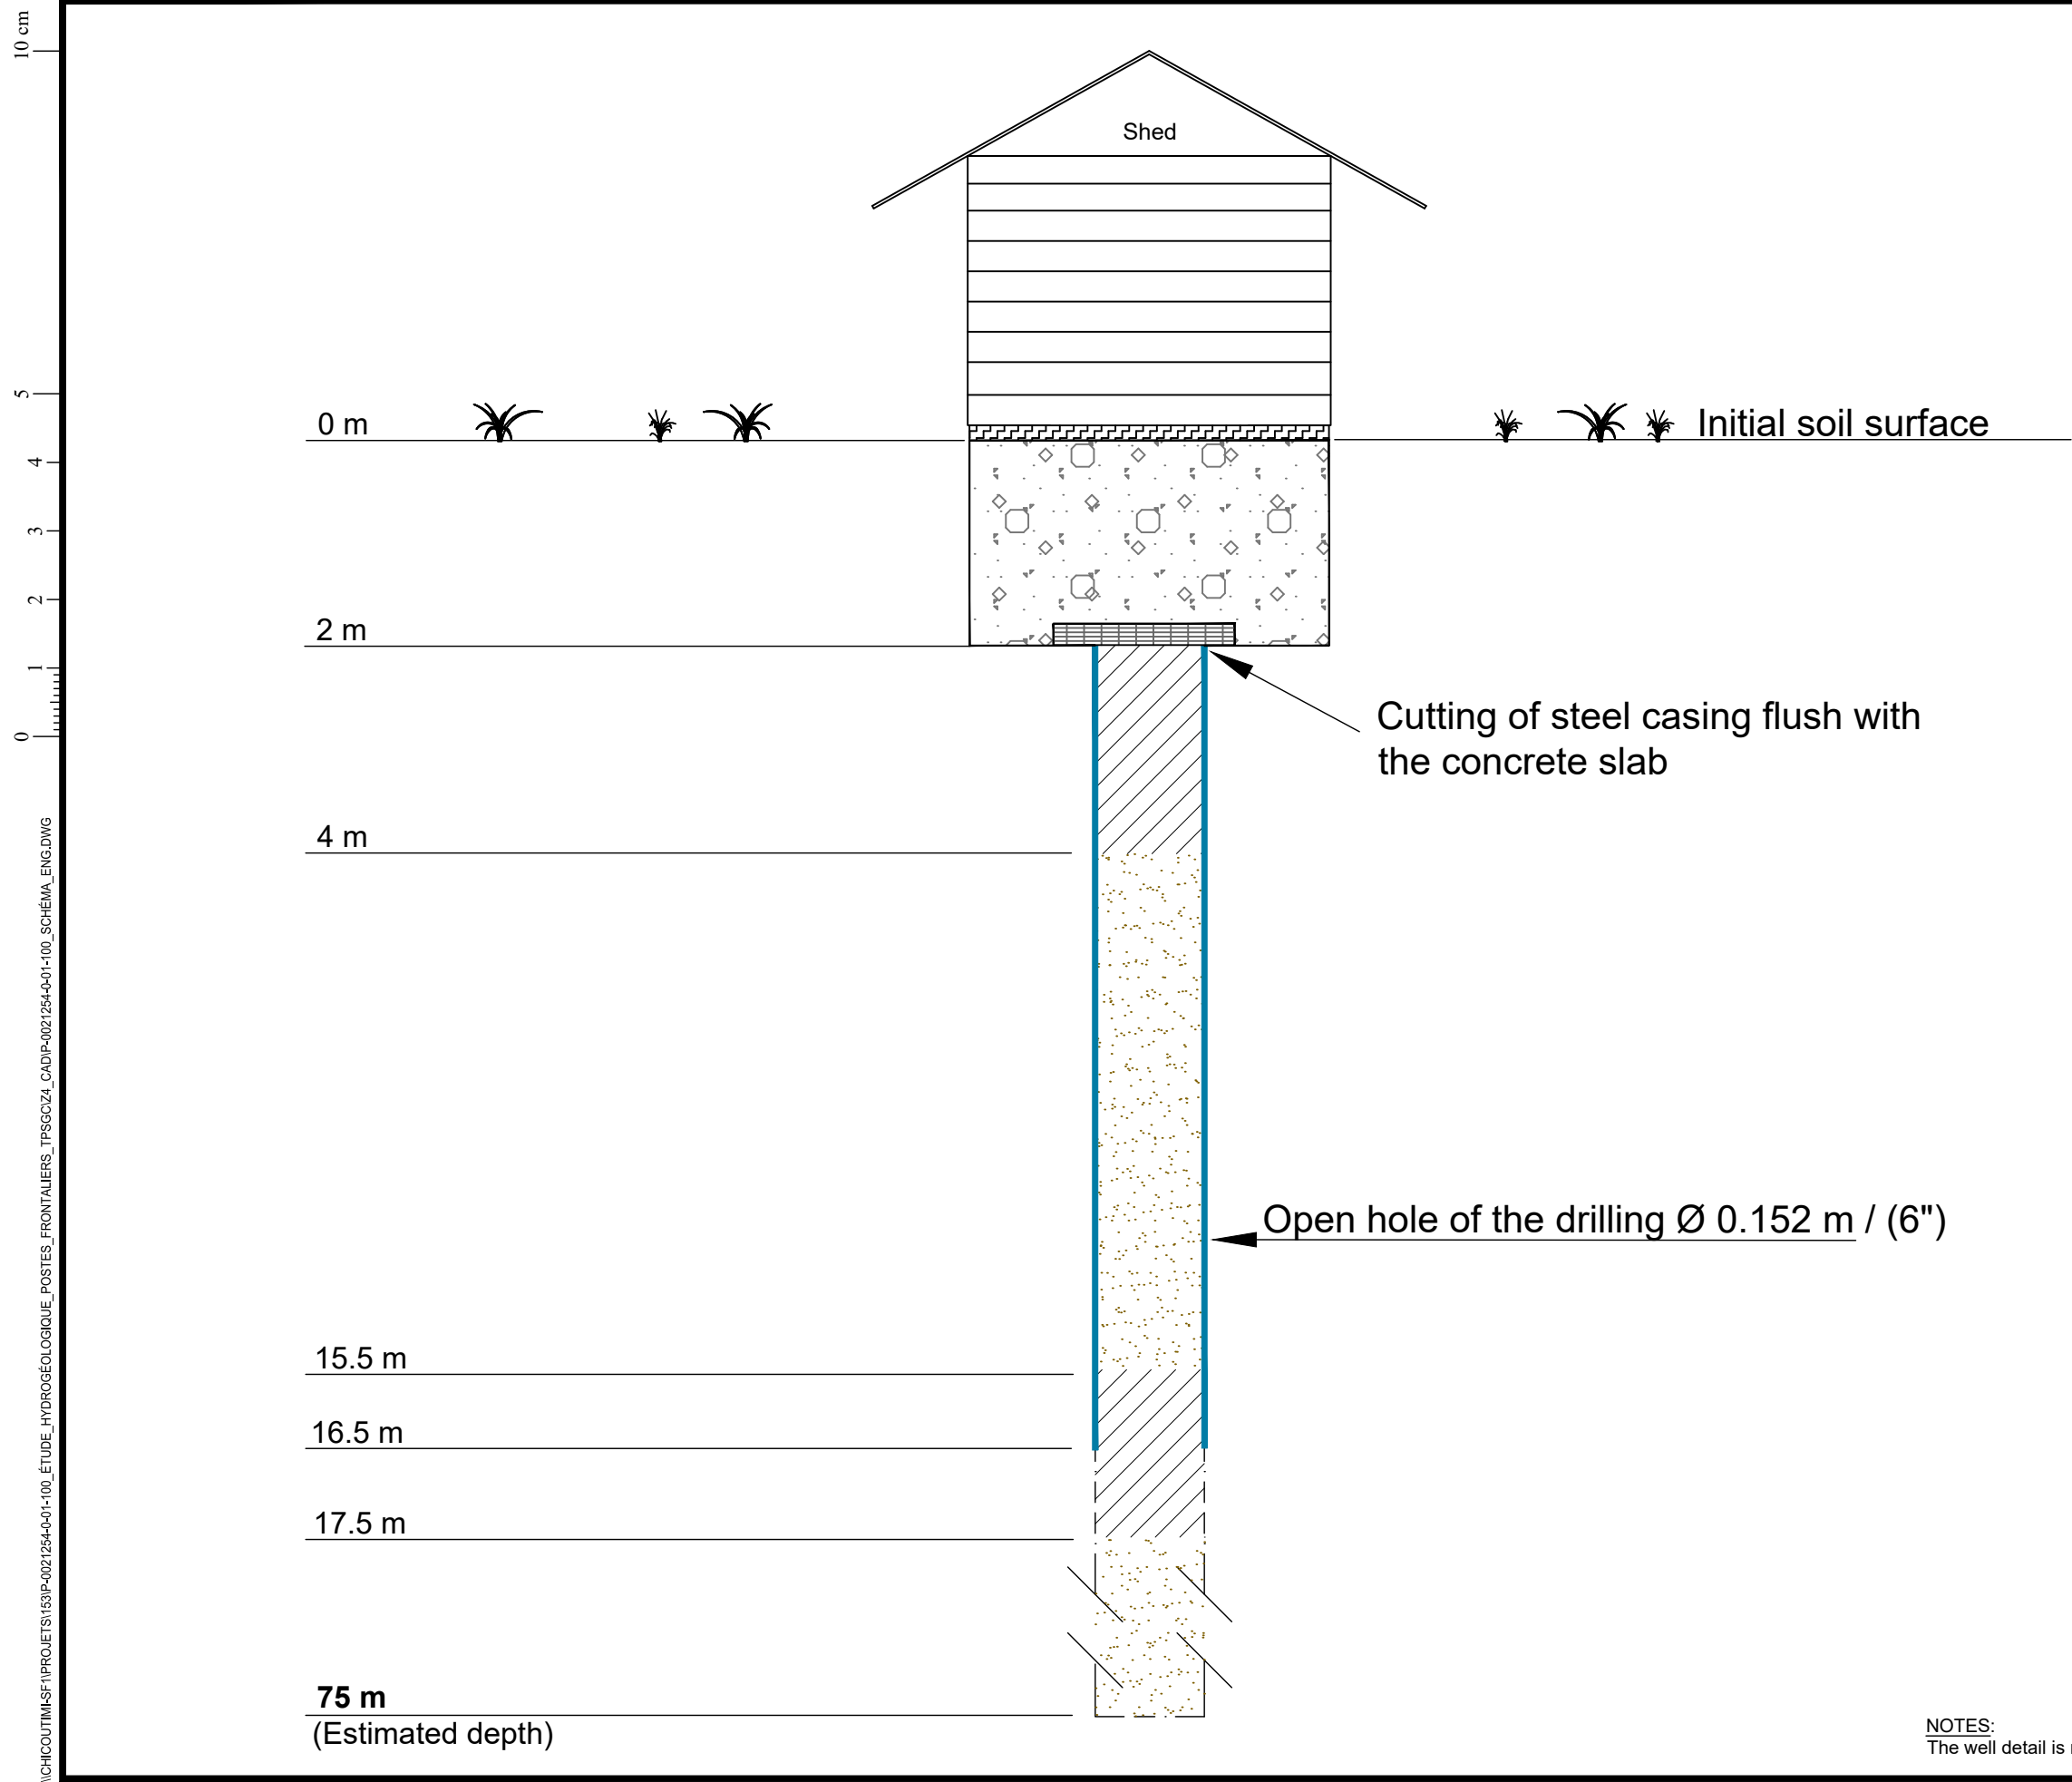 10 cm
5
4
3
2
1
0
\\CHICOUTIMI-SF1\PROJETS\153\P-0021254-0-01-100_ÉTUDE_HYDROGÉOLOGIQUE_POSTES_FRONTALIERS_TPSGC\Z4_CAD\P-0021254-0-01-100_SCHÉMA_ENG.DWG
Shed
0 m
Initial soil surface
2 m
Cutting of steel casing flush with
the concrete slab
4 m
Open hole of the drilling Ø 0.152 m / (6")
15.5 m
16.5 m
17.5 m
75 m
(Estimated depth)
NOTES:
The well detail is